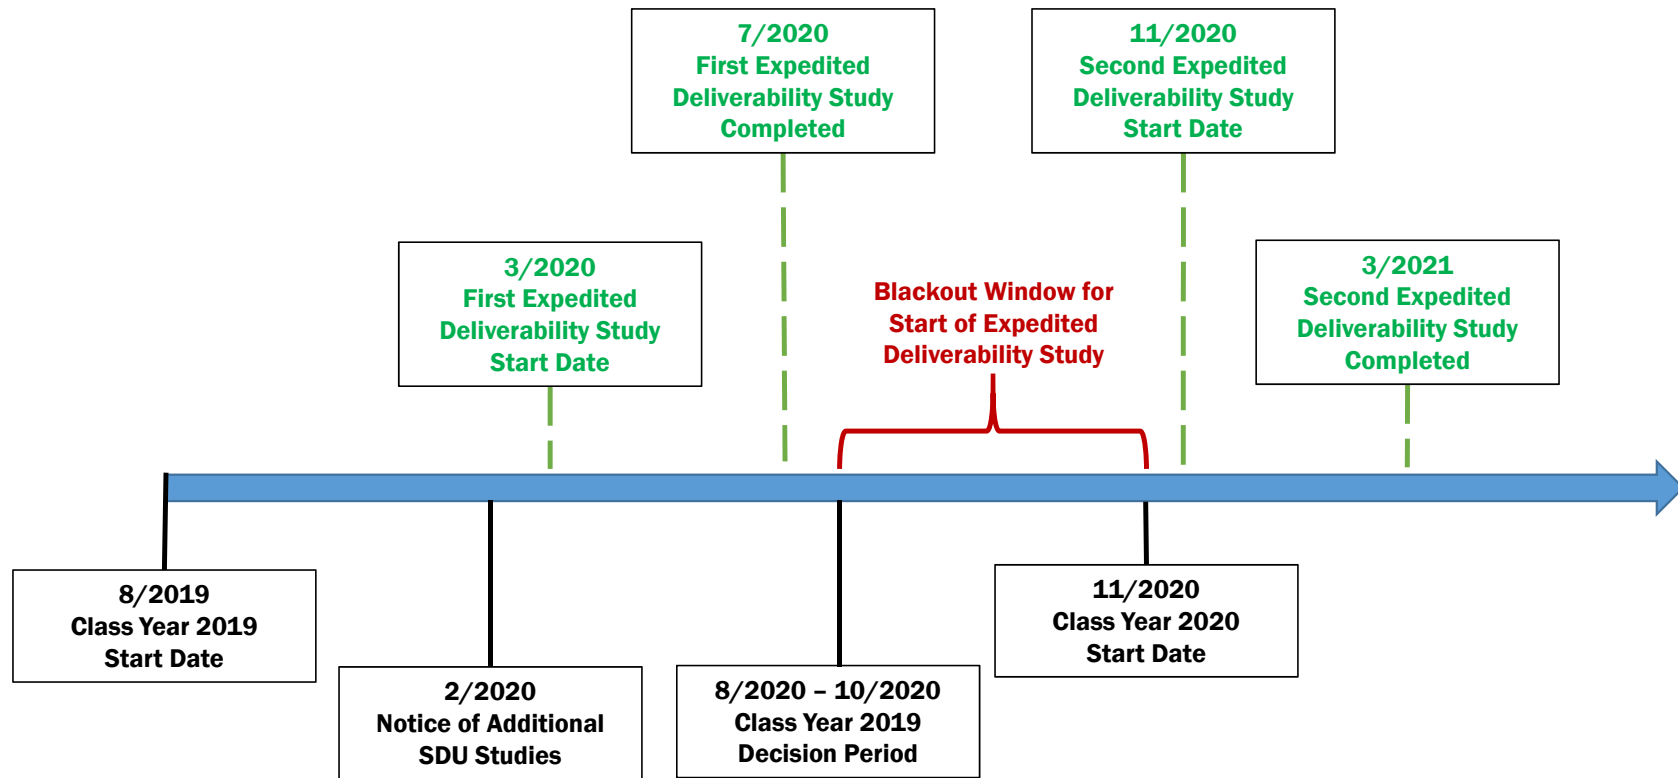 7/2020
First Expedited
Deliverability Study
Completed
11/2020
Second Expedited
Deliverability Study
Start Date
3/2020
First Expedited
Deliverability Study
Start Date
Blackout Window for
Start of Expedited
Deliverability Study
3/2021
Second Expedited
Deliverability Study
Completed
8/2019
Class Year 2019
Start Date
2/2020
Notice of Additional
SDU Studies
8/2020 – 10/2020
Class Year 2019
Decision Period
11/2020
Class Year 2020
Start Date